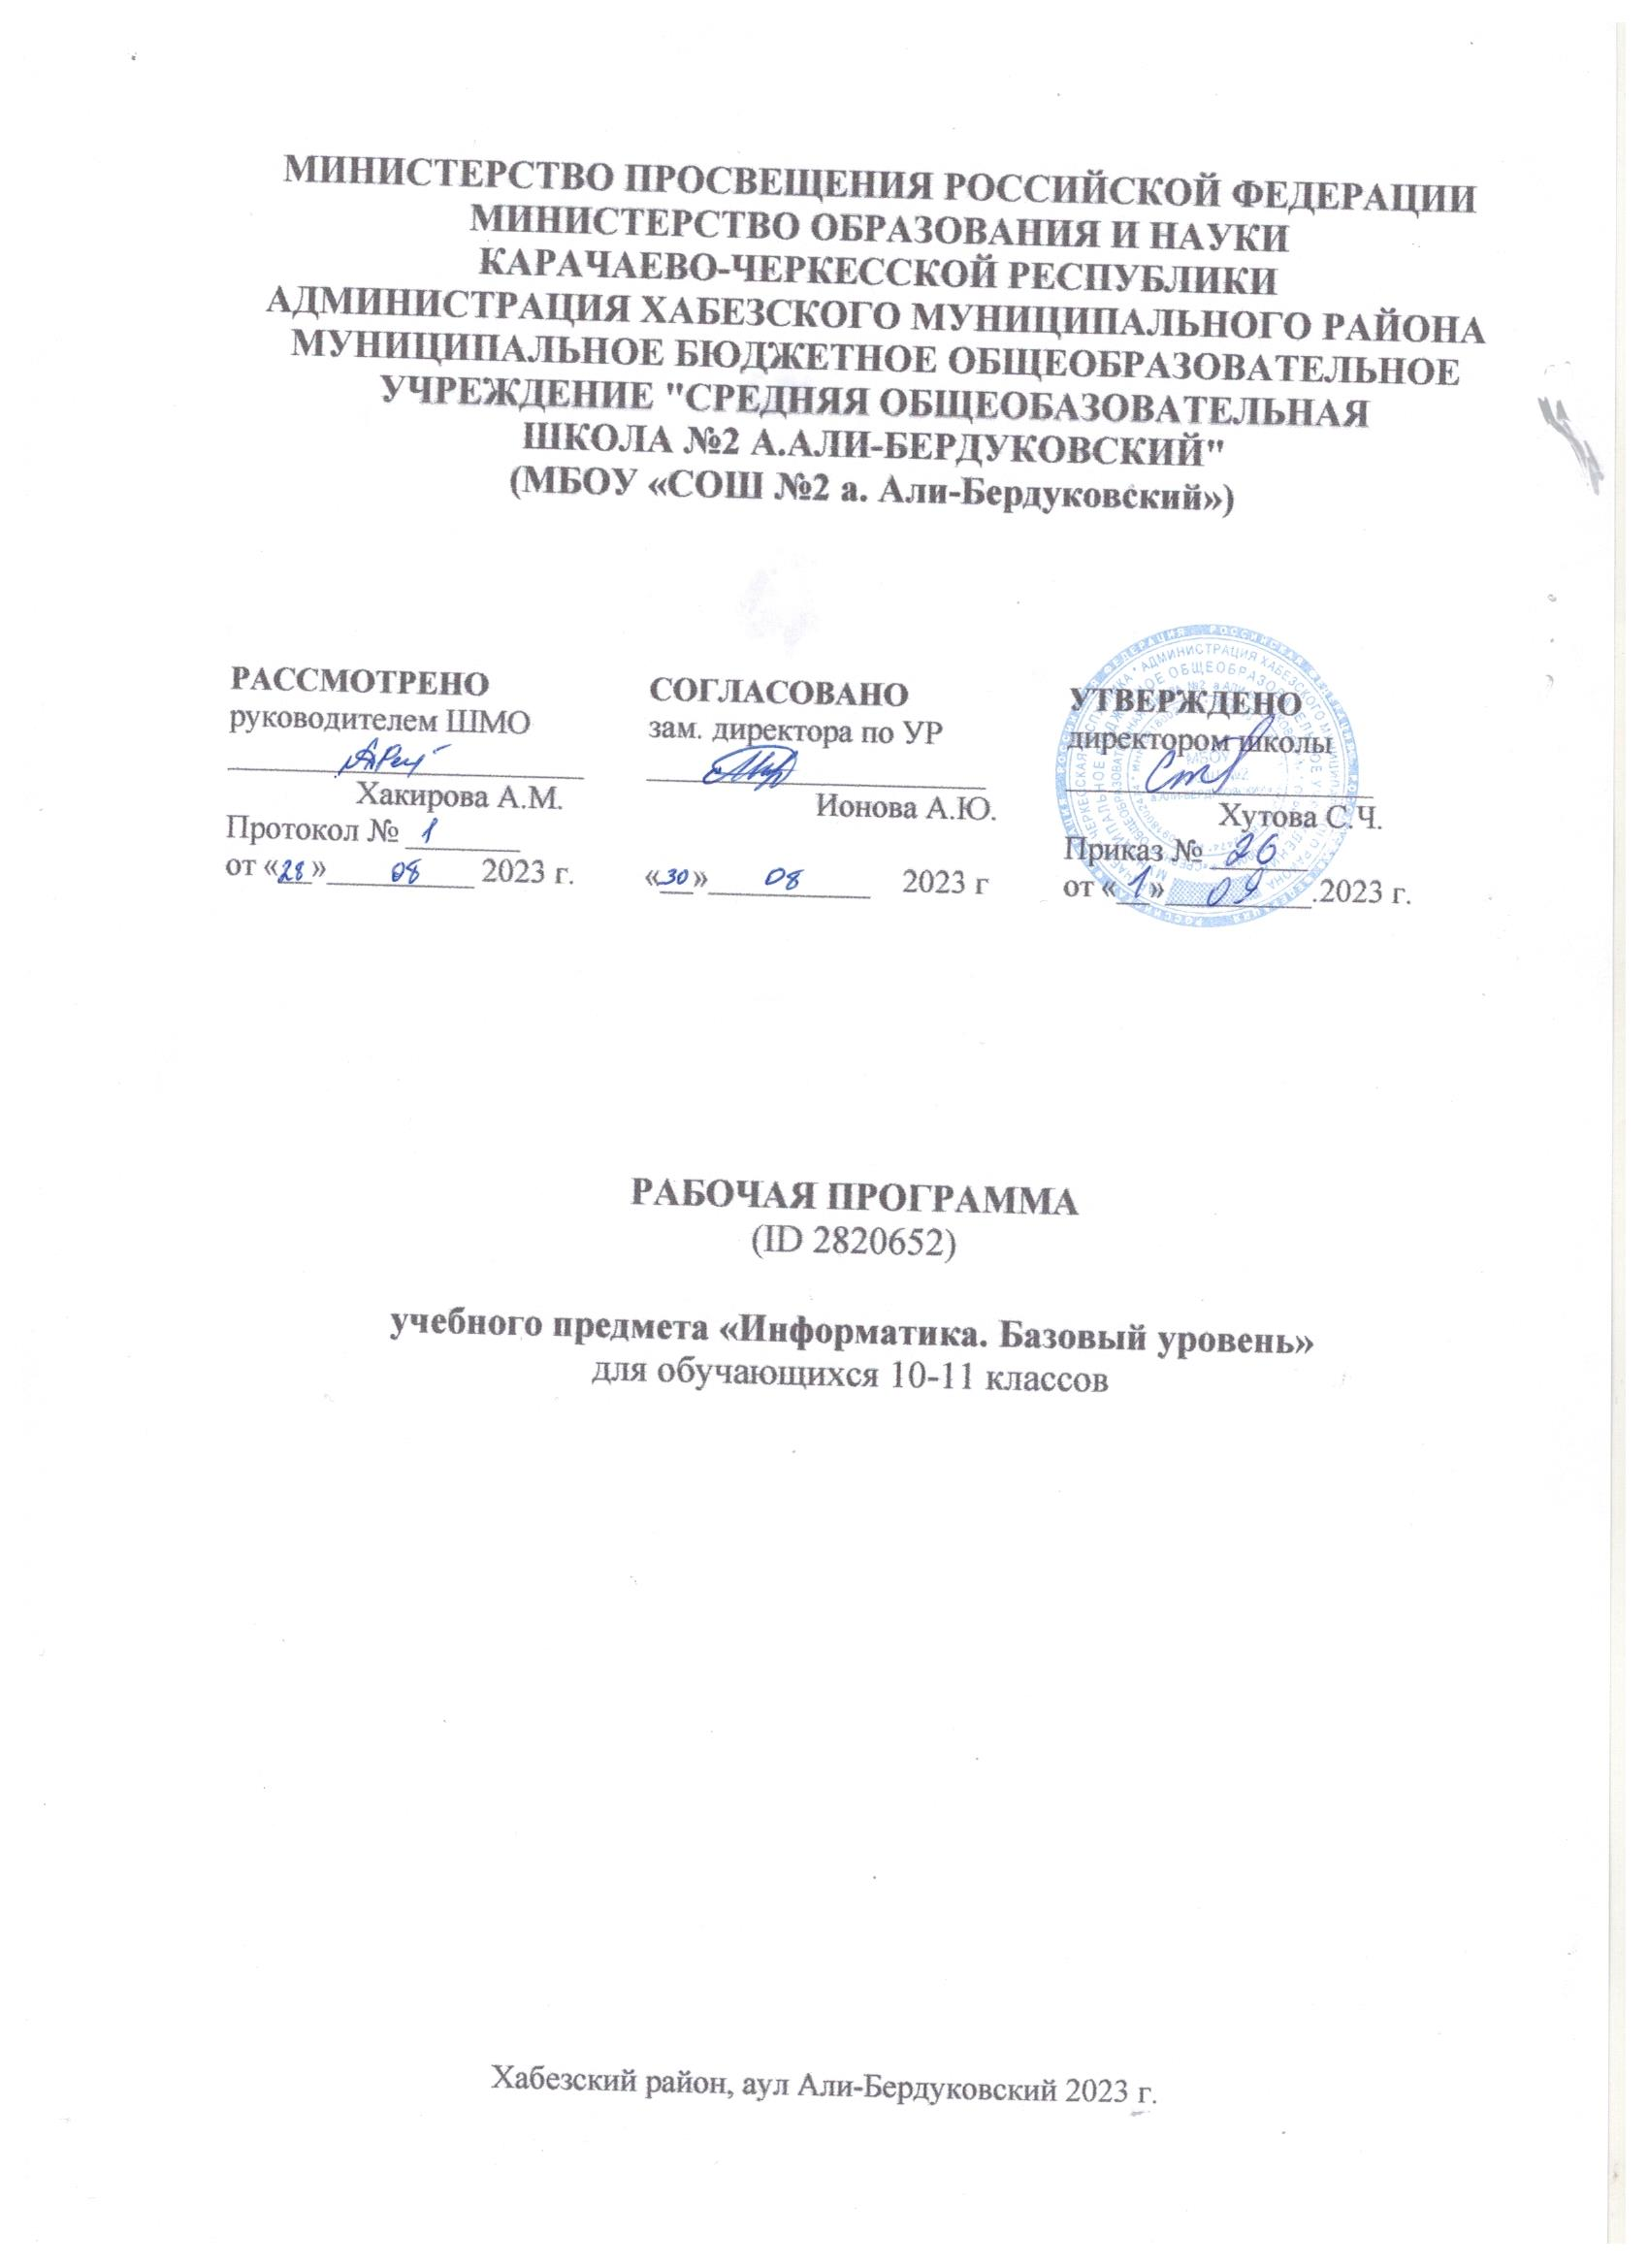 МИНИСТЕРСТВО ПРОСВЕЩЕНИЯ РОССИЙСКОЙ ФЕДЕРАЦИИ
МИНИСТЕРСТВО ОБРАЗОВАНИЯ И НАУКИ
КАРАЧАЕВО-ЧЕРКЕССКОЙ РЕСПУБЛИКИ
АДМИНИСТРАЦИЯ ХАБЕЗСКОГО МУНИЦИПАЛЬНОГО РАЙОНА
МУНИЦИПАЛЬНОЕ БЮДЖЕТНОЕ ОБЩЕОБРАЗОВАТЕЛЬНОЕ
УЧРЕЖДЕНИЕ "СРЕДНЯЯ ОБЩЕОБАЗОВАТЕЛЬНАЯ
ШКОЛА №2 А.АЛИ-БЕРДУКОВСКИЙ"
(МБОУ «СОШ №2 а. Али-Бердуковский»)
РАССМОТРЕНО
руководителем ШМО
Хакирова А.М.
Протокол № 1
от «28» 08 2023 г.
СОГЛАСОВАНО
зам. директора по УР
Ионова А.Ю.
«30» 08 2023 г
УТВЕРЖДЕНО
директором школы
Хутова С.Ч.
Приказ № 26
от «1» 09 .2023 г.
РАБОЧАЯ ПРОГРАММА
(ID 2820652)
учебного предмета «Информатика. Базовый уровень»
для обучающихся 10-11 классов
Хабезский район, аул Али-Бердуковский 2023 г.